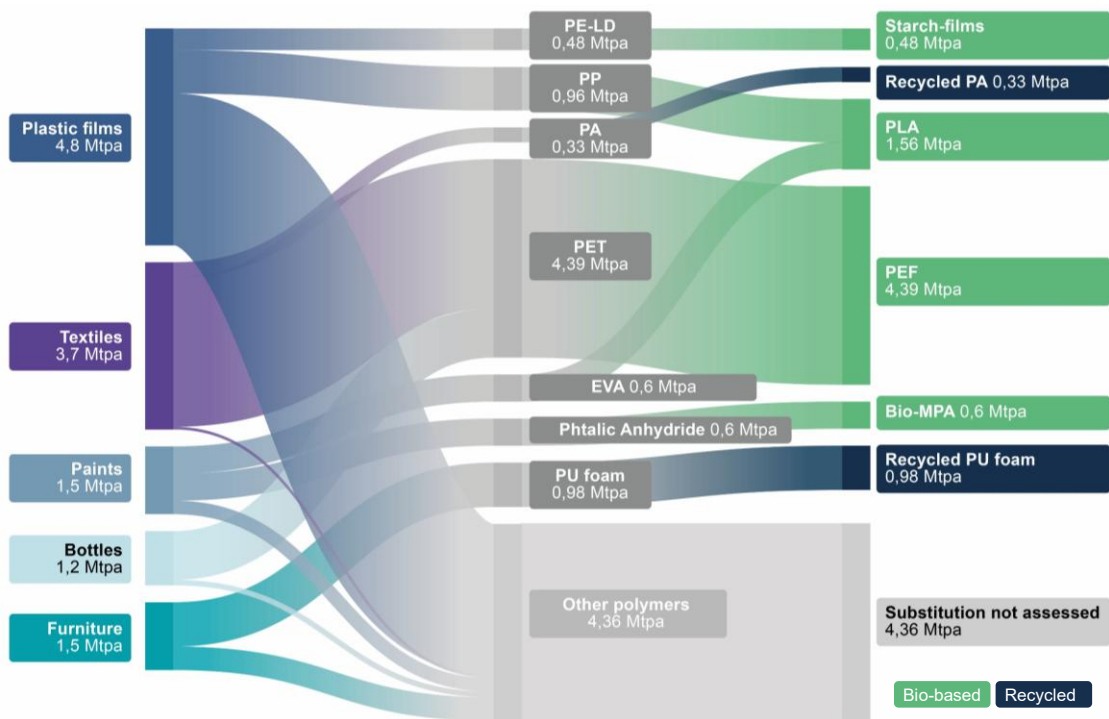 Plastic films
4,8 Mtpa
Textiles
3,7 Mtpa
Paints
1,5 Mtpa
Bottles
1,2 Mtpa
Furniture
1,5 Mtpa
PE-LD
0,48 Mtpa
PP
0,96 Mtpa
PA
0,33 Mtpa
PET
4,39 Mtpa
EVA 0,6 Mtpa
Phtalic Anhydride 0,6 Mtpa
PU foam
0,98 Mtpa
Other polymers
4,36 Mtpa
Starch-films
0,48 Mtpa
Recycled PA 0,33 Mtpa
PLA
1,56 Mtpa
PEF
4,39 Mtpa
Bio-MPA 0,6 Mtpa
Recycled PU foam
0,98 Mtpa
Substitution not assessed
4,36 Mtpa
Bio-based
Recycled